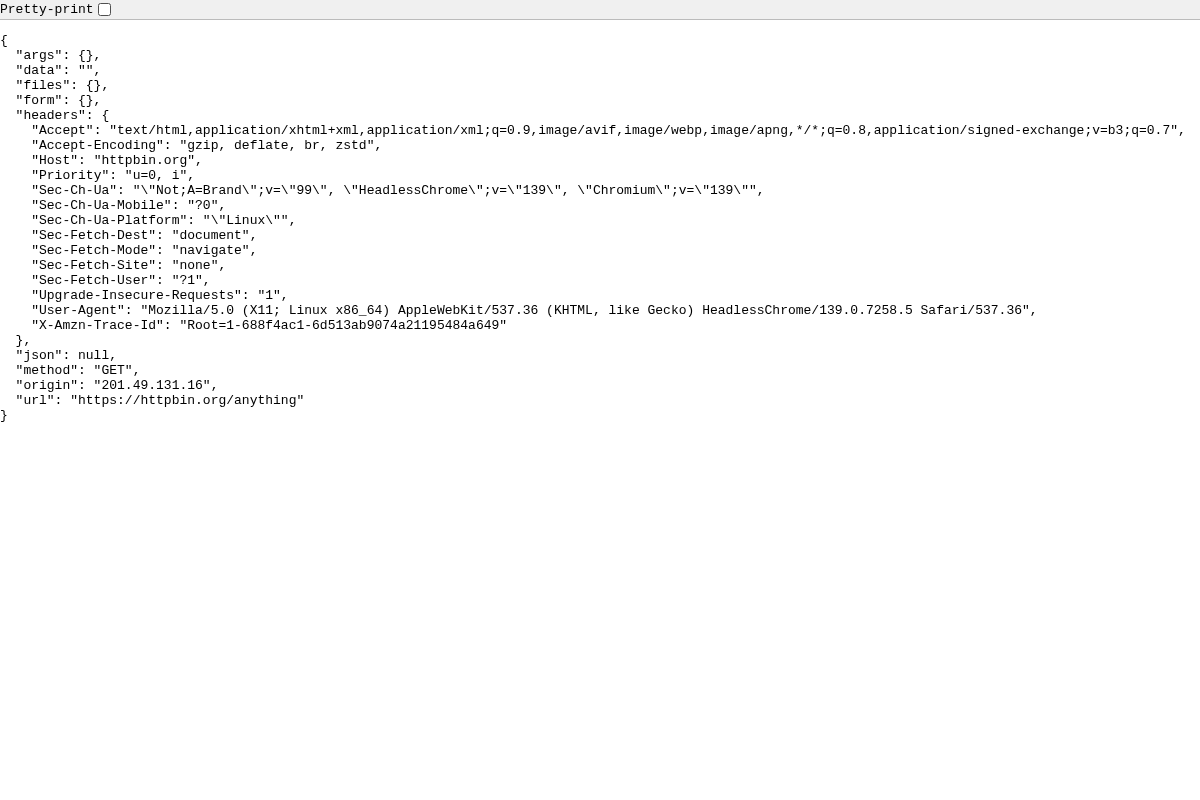 Pretty-print
{
  "args": {},
  "data": "",
  "files": {},
  "form": {},
  "headers": {
    "Accept": "text/html,application/xhtml+xml,application/xml;q=0.9,image/avif,image/webp,image/apng,*/*;q=0.8,application/signed-exchange;v=b3;q=0.7",
    "Accept-Encoding": "gzip, deflate, br, zstd",
    "Host": "httpbin.org",
    "Priority": "u=0, i",
    "Sec-Ch-Ua": "\"Not;A=Brand\";v=\"99\", \"HeadlessChrome\";v=\"139\", \"Chromium\";v=\"139\"",
    "Sec-Ch-Ua-Mobile": "?0",
    "Sec-Ch-Ua-Platform": "\"Linux\"",
    "Sec-Fetch-Dest": "document",
    "Sec-Fetch-Mode": "navigate",
    "Sec-Fetch-Site": "none",
    "Sec-Fetch-User": "?1",
    "Upgrade-Insecure-Requests": "1",
    "User-Agent": "Mozilla/5.0 (X11; Linux x86_64) AppleWebKit/537.36 (KHTML, like Gecko) HeadlessChrome/139.0.7258.5 Safari/537.36",
    "X-Amzn-Trace-Id": "Root=1-688f4ac1-6d513ab9074a21195484a649"
  },
  "json": null,
  "method": "GET",
  "origin": "201.49.131.16",
  "url": "https://httpbin.org/anything"
}